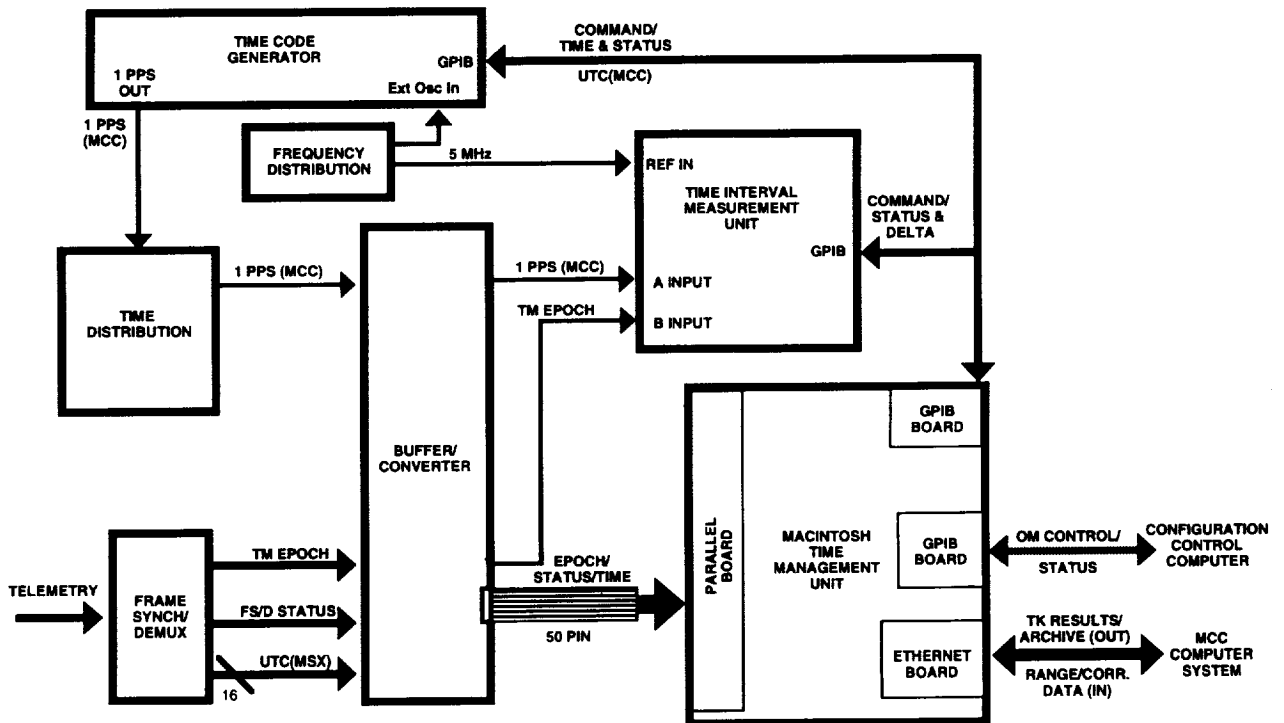 TIME CODE
GENERATOR
GPIB
1 PPS
OUT
Ext Osc In
COMMAND/
TIME & STATUS
UTC(MCC)
1 PPS
(MCC)
FREQUENCY
DISTRIBUTION
5 MHz
REF IN
TIME INTERVAL
MEASUREMENT
UNIT
GPIB
A INPUT
B INPUT
COMMAND/
STATUS &
DELTA
TIME
DISTRIBUTION
1 PPS (MCC)
BUFFER/
CONVERTER
1 PPS (MCC)
TM EPOCH
TELEMETRY
FRAME
SYNCH/
DEMUX
TM EPOCH
FS/D STATUS
UTC(MSX)
16
EPOCH/
STATUS/TIME
50 PIN
PARALLEL
BOARD
MACINTOSH
TIME
MANAGEMENT
UNIT
GPIB
BOARD
GPIB
BOARD
ETHERNET
BOARD
OM CONTROL/
STATUS
CONFIGURATION
CONTROL
COMPUTER
TK RESULTS/
ARCHIVE (OUT)
RANGE/CORR.
DATA (IN)
MCC
COMPUTER
SYSTEM